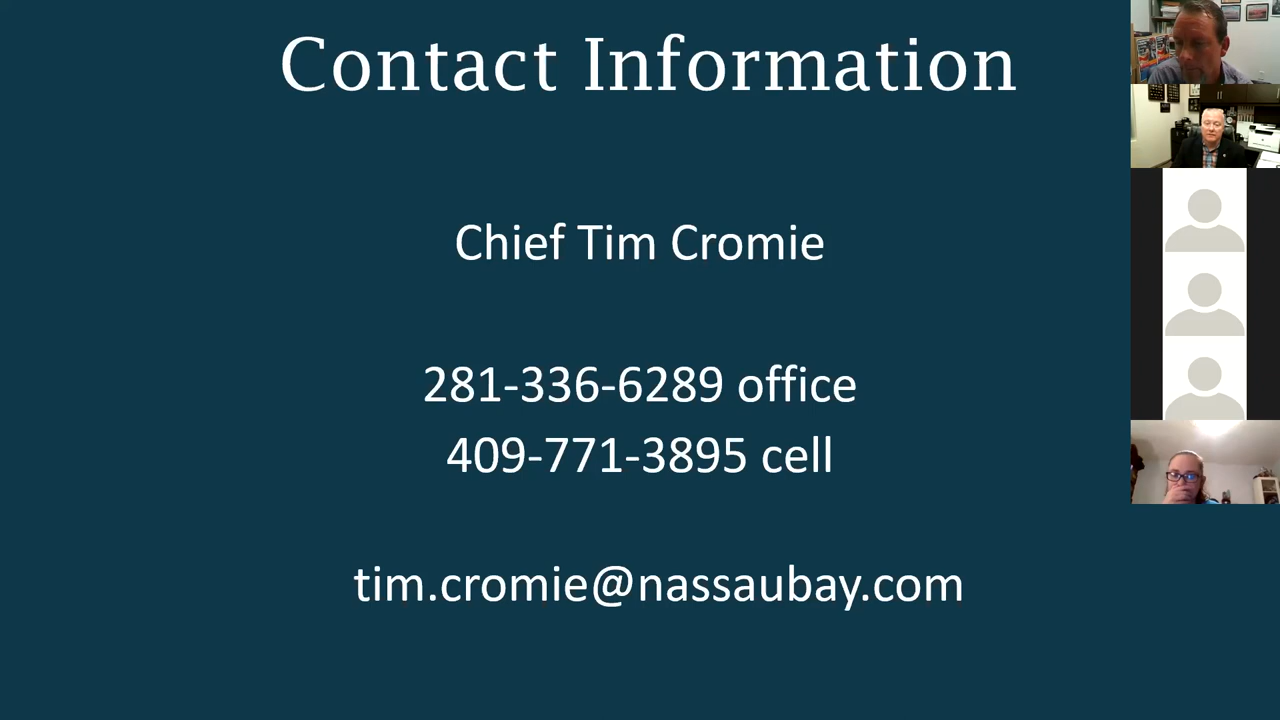 Contact Information
Chief Tim Cromie
281-336-6289 office
409-771-3895 cell
tim.cromie@nassaubay.com